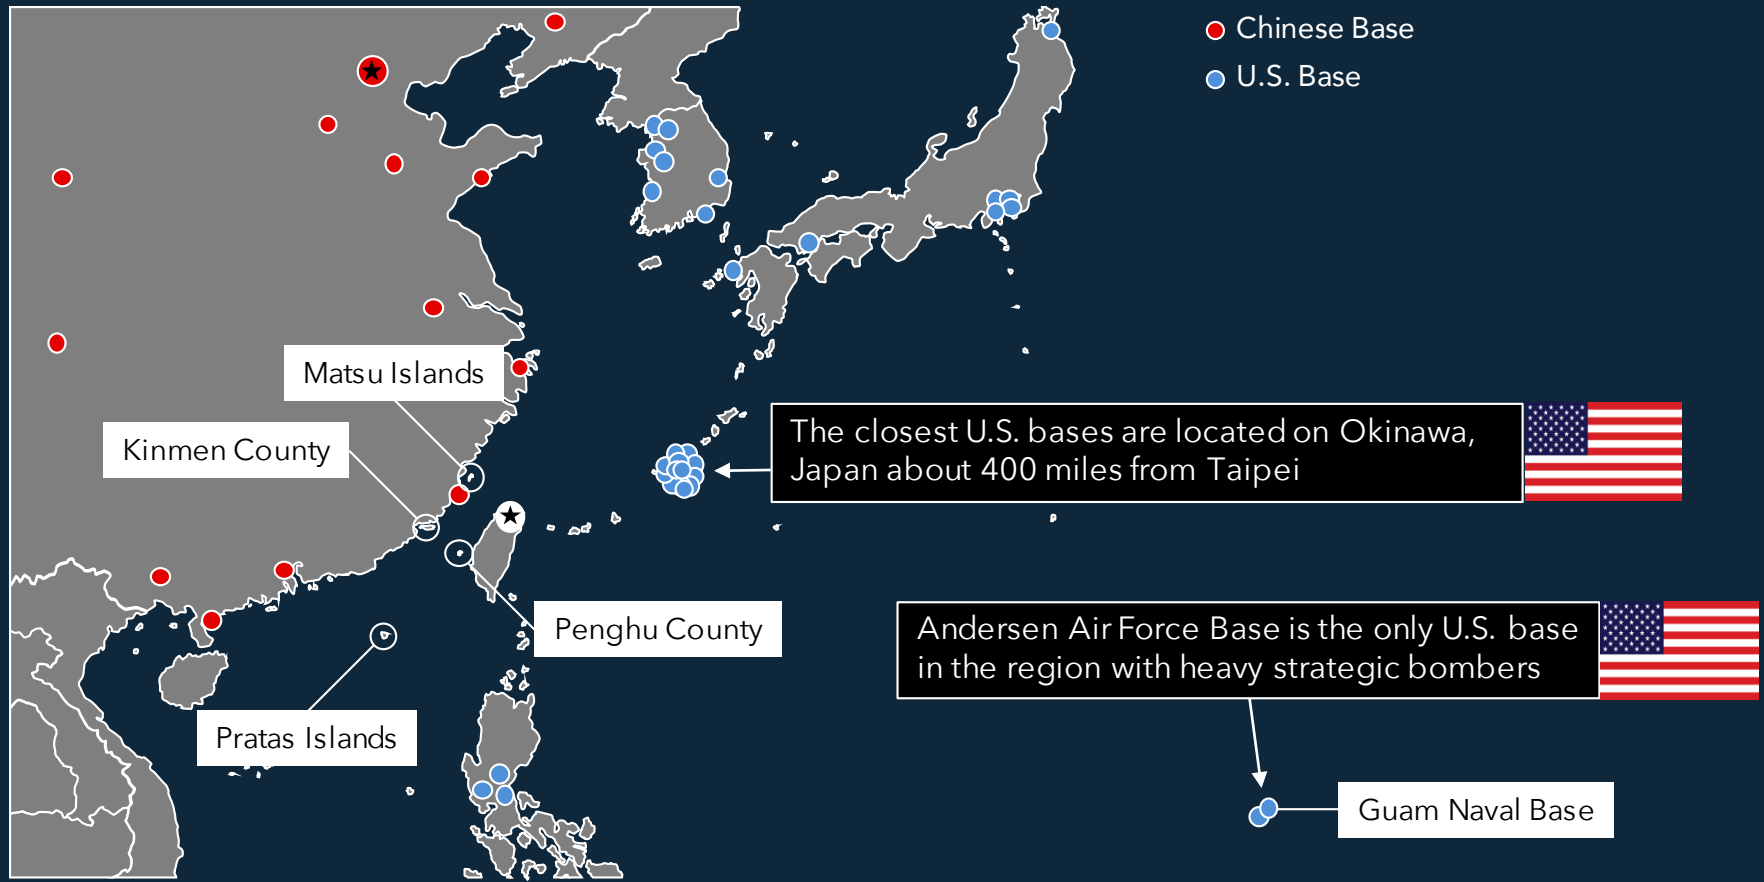 Chinese Base
U.S. Base
Matsu Islands
Kinmen County
The closest U.S. bases are located on Okinawa,
Japan about 400 miles from Taipei
Penghu County
Andersen Air Force Base is the only U.S. base
in the region with heavy strategic bombers
Pratas Islands
Guam Naval Base